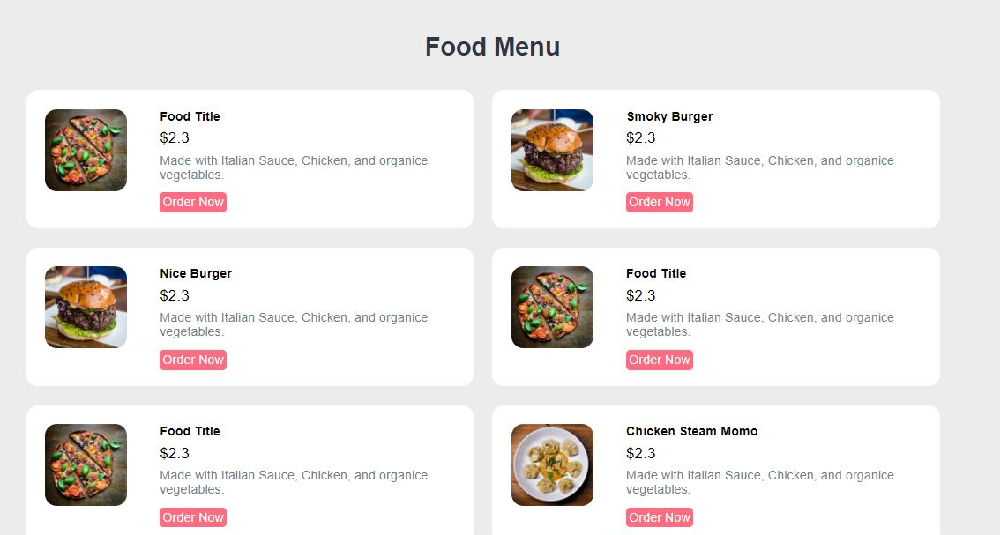 Food Menu
Food Title
$2.3
Made with Italian Sauce, Chicken, and organice
vegetables.
Order Now
Smoky Burger
$2.3
Made with Italian Sauce, Chicken, and organice
vegetables.
Order Now
Nice Burger
$2.3
Made with Italian Sauce, Chicken, and organice
vegetables.
Order Now
Food Title
$2.3
Made with Italian Sauce, Chicken, and organice
vegetables.
Order Now
Food Title
$2.3
Made with Italian Sauce, Chicken, and organice
vegetables.
Order Now
Chicken Steam Momo
$2.3
Made with Italian Sauce, Chicken, and organice
vegetables.
Order Now